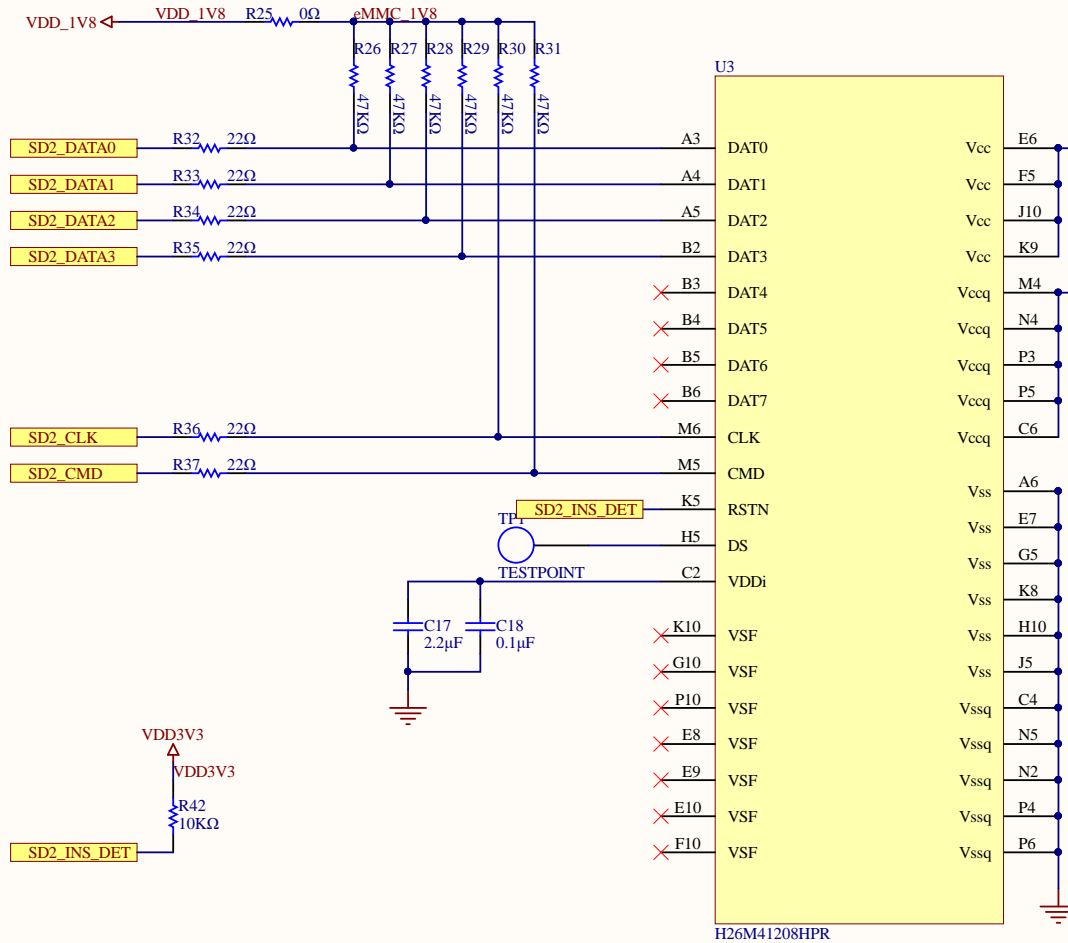 VDD_1V8 VDD_1V8 R25 0Ω eMMC_1V8
R26 R27 R28 R29 R30 R31
47KΩ 47KΩ 47KΩ 47KΩ 47KΩ 47KΩ
U3
SD2_DATA0 R32 22Ω A3 DAT0 Vcc E6
SD2_DATA1 R33 22Ω A4 DAT1 Vcc F5
SD2_DATA2 R34 22Ω A5 DAT2 Vcc J10
SD2_DATA3 R35 22Ω B2 DAT3 Vcc K9
B3 DAT4 Vccq M4
B4 DAT5 Vccq N4
B5 DAT6 Vccq P3
B6 DAT7 Vccq P5
SD2_CLK R36 22Ω M6 CLK Vccq C6
SD2_CMD R37 22Ω M5 CMD
Vss A6
SD2_INS_DET K5 RSTN
TP1
Vss E7
H5 DS
Vss G5
TESTPOINT
C2 VDDi
Vss K8
C17 C18
2.2µF 0.1µF
K10 VSF Vss H10
G10 VSF Vss J5
P10 VSF Vssq C4
VDD3V3
E8 VSF Vssq N5
VDD3V3
E9 VSF Vssq N2
R42
10KΩ
E10 VSF Vssq P4
SD2_INS_DET F10 VSF Vssq P6
H26M41208HPR